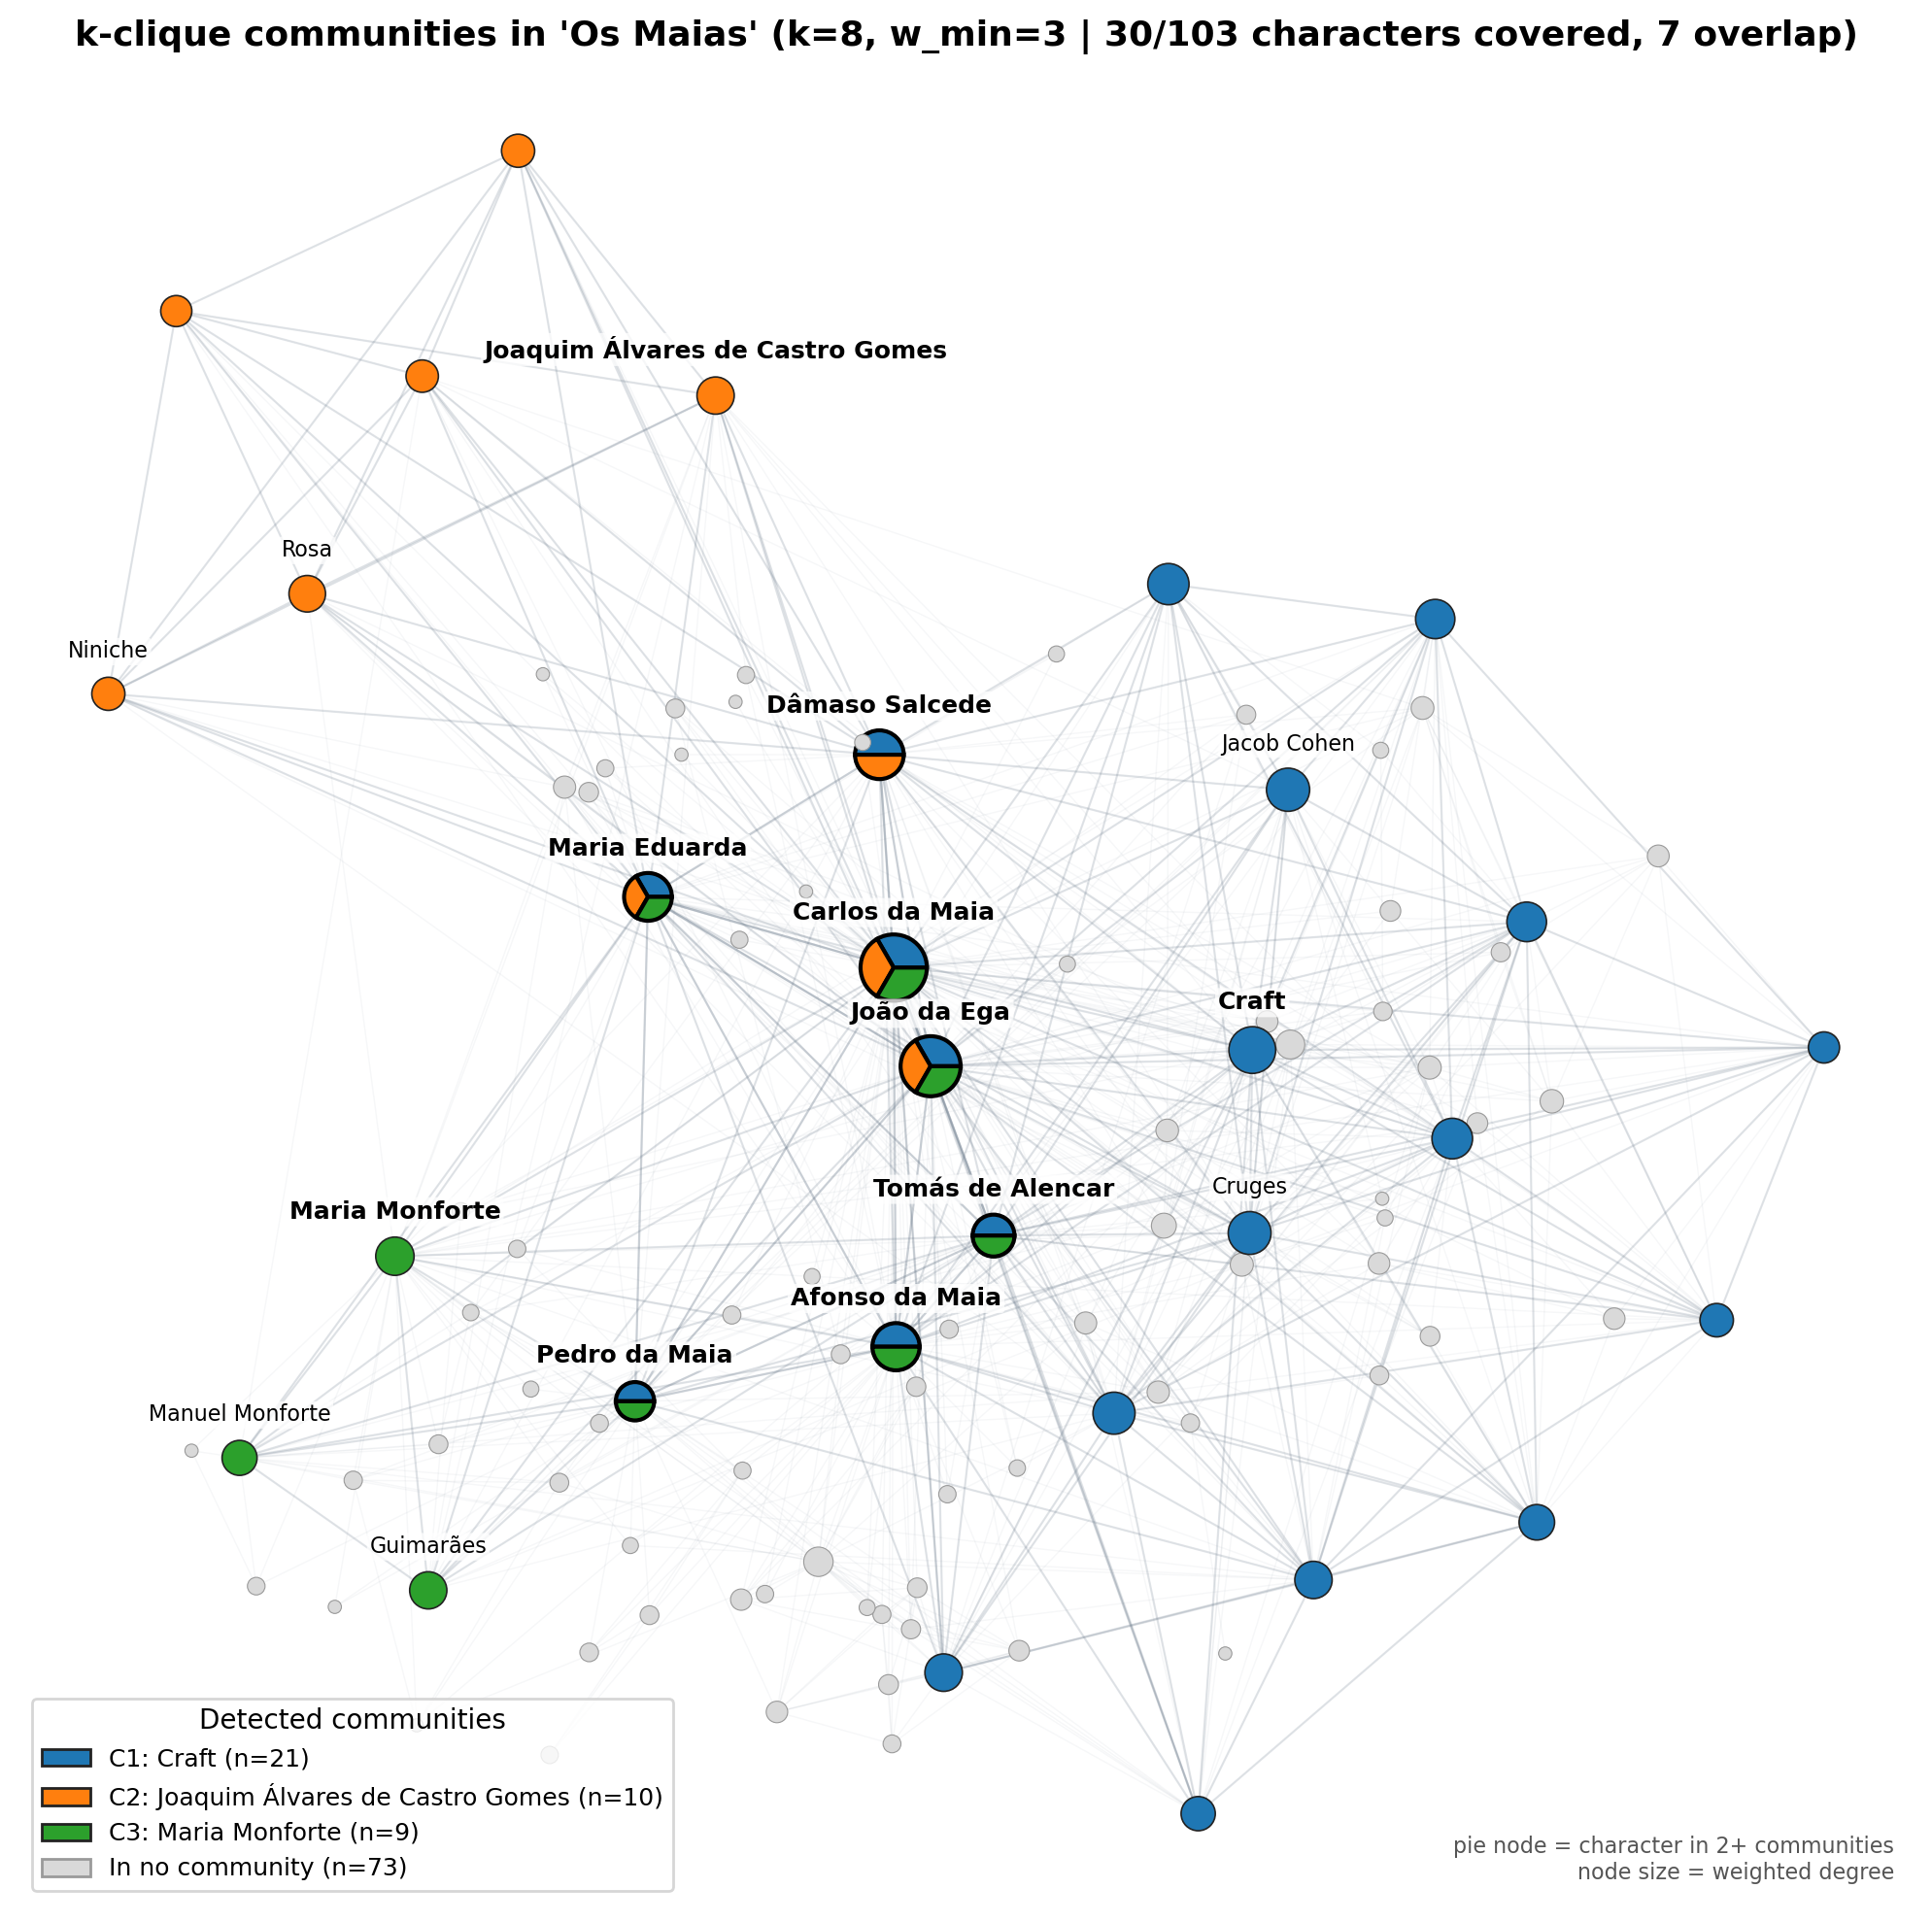 k-clique communities in 'Os Maias' (k=8, w_min=3 | 30/103 characters covered, 7 overlap)
Joaquim Álvares de Castro Gomes
Rosa
Niniche
Dâmaso Salcede
Jacob Cohen
Maria Eduarda
Carlos da Maia
Craft
João da Ega
Tomás de Alencar
Cruges
Maria Monforte
Afonso da Maia
Pedro da Maia
Manuel Monforte
Guimarães
Detected communities
C1: Craft (n=21)
C2: Joaquim Álvares de Castro Gomes (n=10)
C3: Maria Monforte (n=9)
In no community (n=73)
pie node = character in 2+ communities
node size = weighted degree